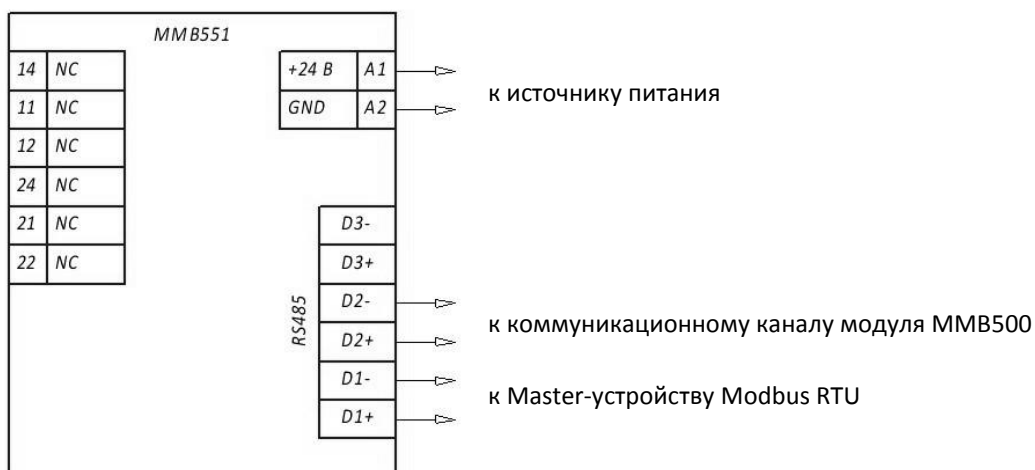 MMB551
14 NC
11 NC
12 NC
24 NC
21 NC
22 NC
+24 В A1
GND A2
к источнику питания
RS485
D3-
D3+
D2-
D2+
D1-
D1+
к коммуникационному каналу модуля MMB500
к Master-устройству Modbus RTU